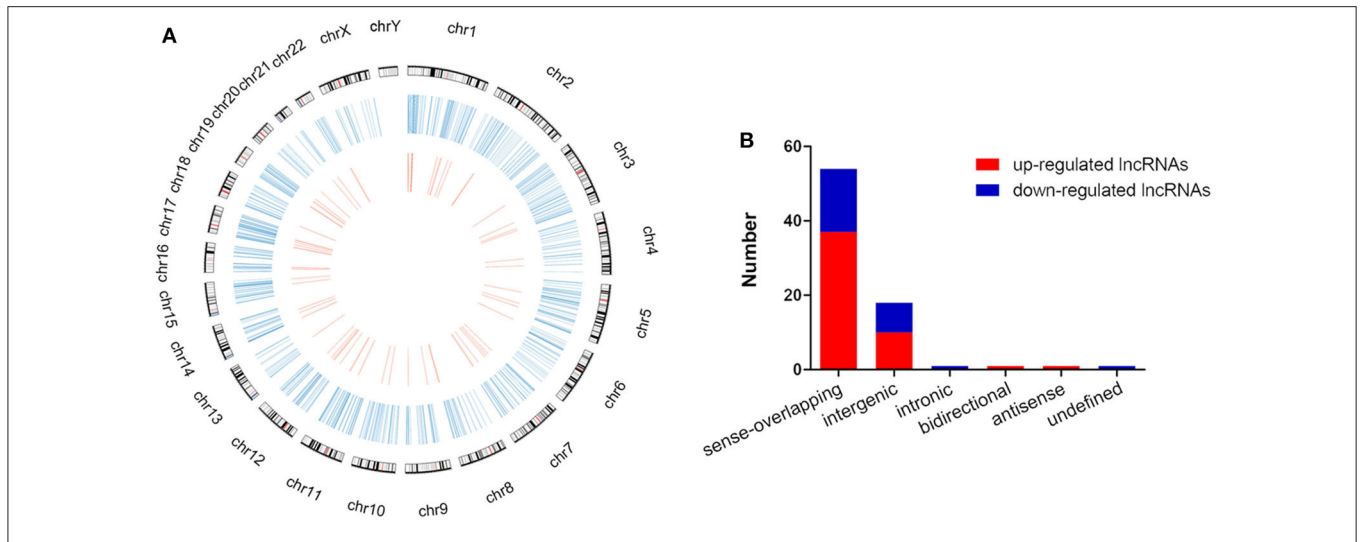 A
chr1
chr2
chr3
chr4
chr5
chr6
chr7
chr8
chr9
chr10
chr11
chr12
chr13
chr14
chr15
chr16
chr17
chr18
chr19
chr20
chr21
chr22
chrX
chrY
B
up-regulated lncRNAs
down-regulated lncRNAs
Number
60
40
20
0
sense-overlapping
intergenic
intronic
bidirectional
antisense
undefined